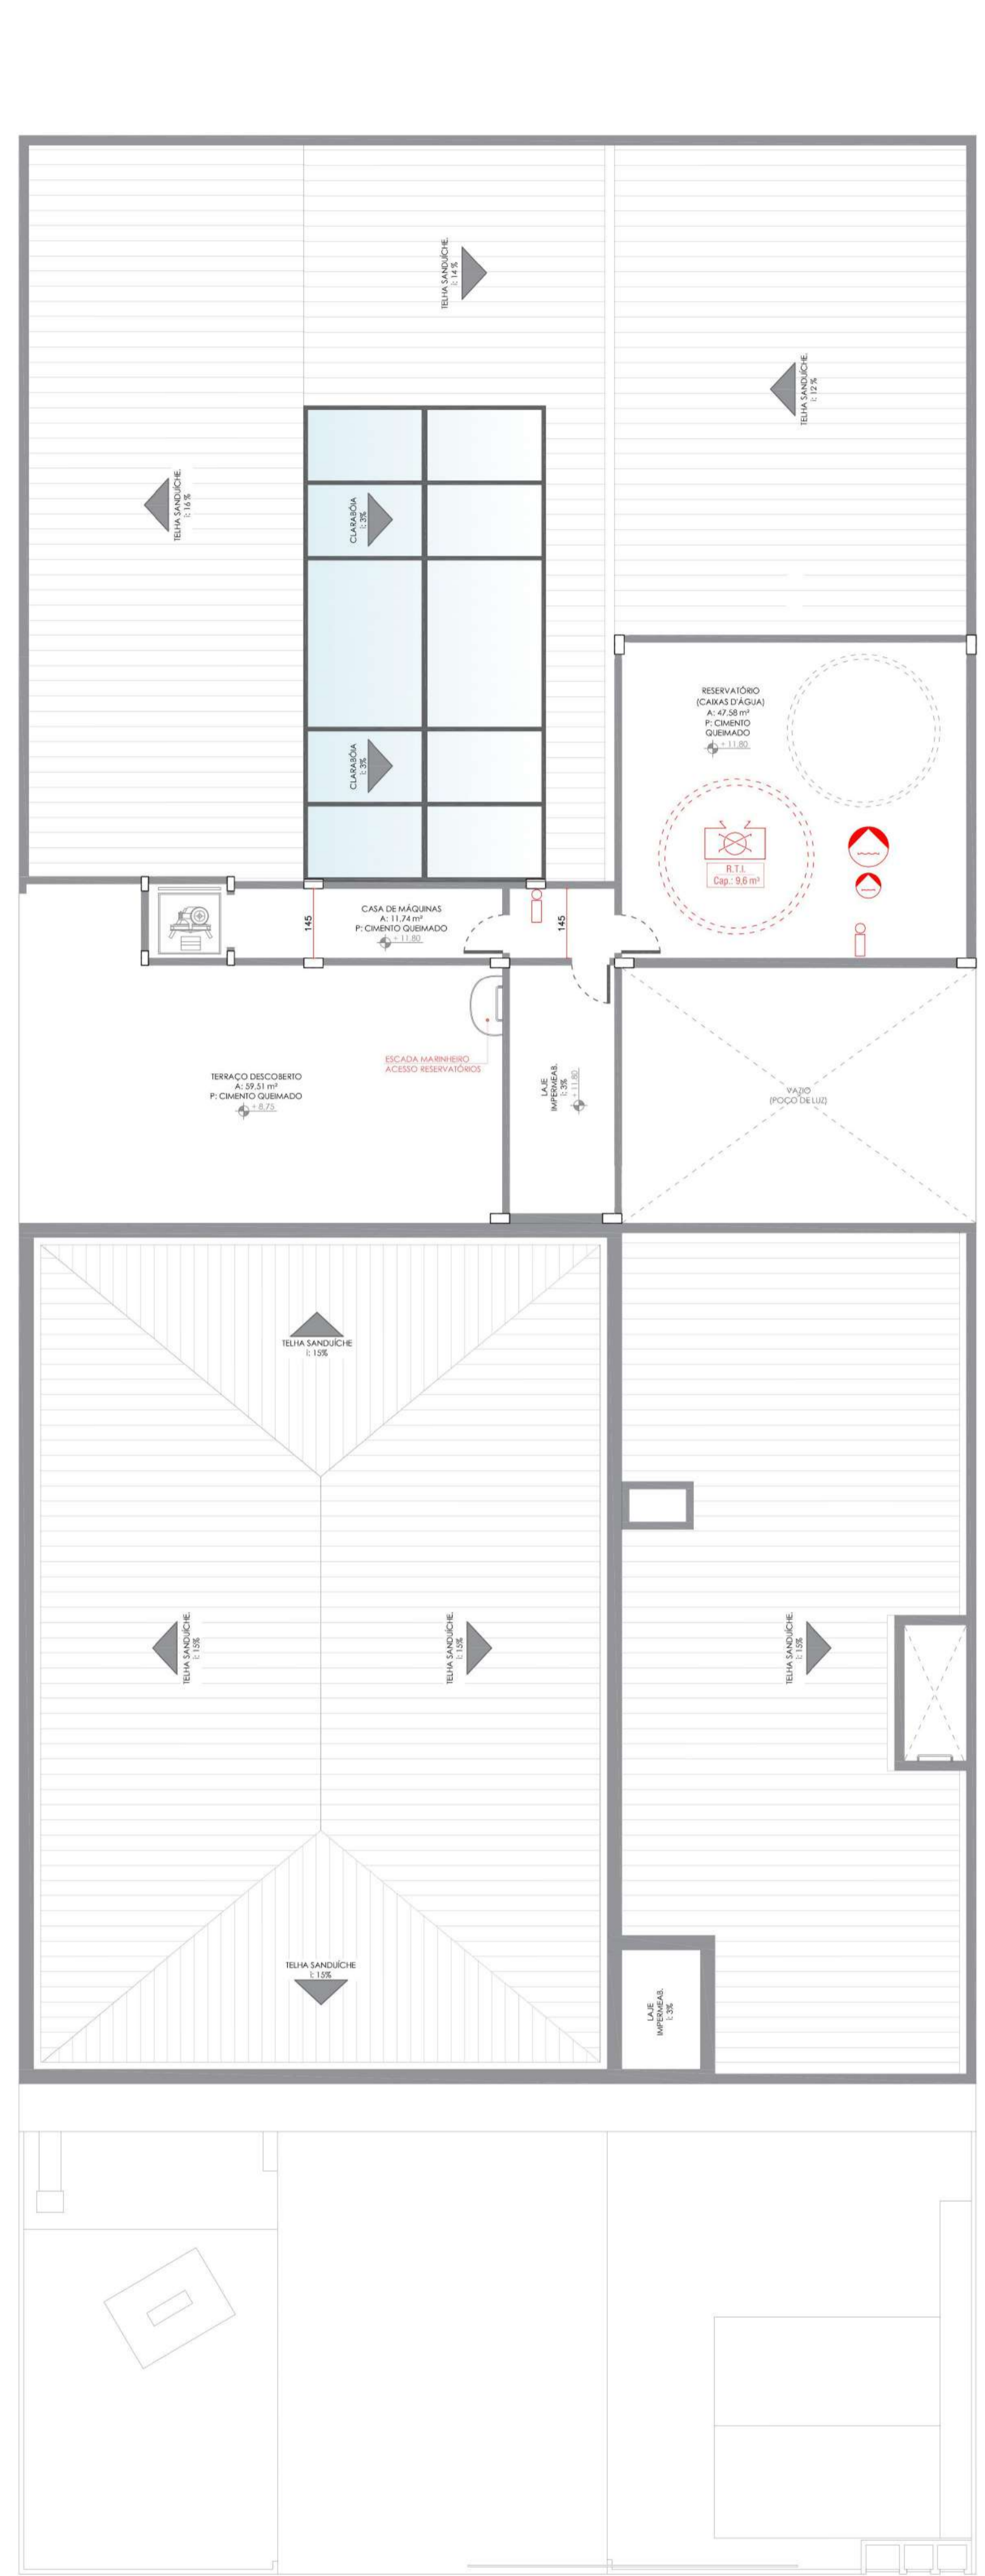 TELHA SANDUÍCHE.
i: 14 %
TELHA SANDUÍCHE.
i: 12 %
TELHA SANDUÍCHE.
i: 16 %
CLARABÓIA
i: 3%
CLARABÓIA
i: 3%
RESERVATÓRIO
(CAIXAS D'ÁGUA)
A: 47.58 m²
P: CIMENTO
QUEIMADO
+ 11.80
R.T.I.
Cap.: 9,6 m³
CASA DE MÁQUINAS
A: 11.74 m²
P: CIMENTO QUEIMADO
+ 11.80
145
145
ESCADA MARINHEIRO
ACESSO RESERVATÓRIOS
TERRAÇO DESCOBERTO
A: 59.51 m²
P: CIMENTO QUEIMADO
+ 8.75
LAJE
IMPERMEAB.
i: 3%
+ 11.80
VAZIO
(POÇO DE LUZ)
TELHA SANDUÍCHE
i: 15%
TELHA SANDUÍCHE.
i: 15%
TELHA SANDUÍCHE.
i: 15%
TELHA SANDUÍCHE.
i: 15%
TELHA SANDUÍCHE
i: 15%
LAJE
IMPERMEAB.
i: 3%